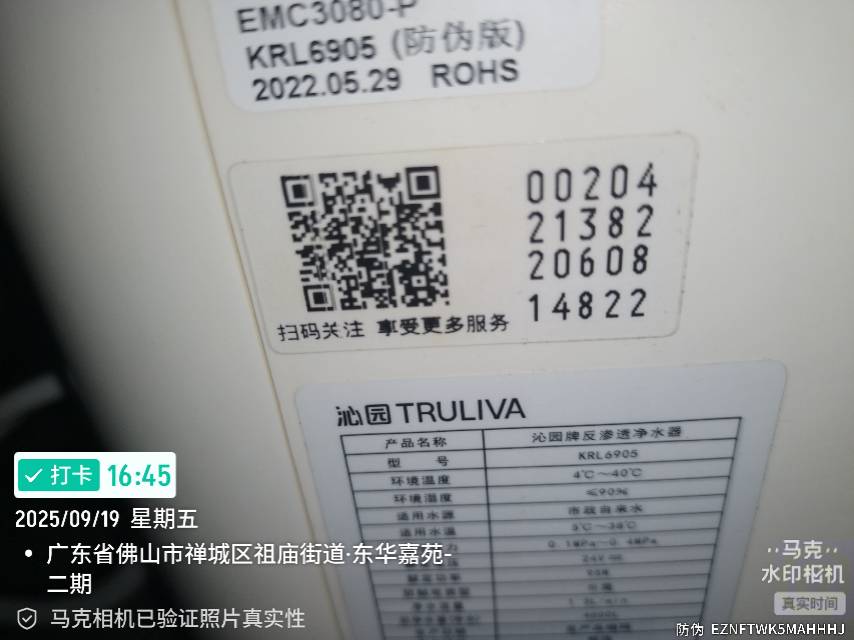 EMC3080-P
KRL6905 (防伪版)
2022.05.29 ROHS
00204
21382
20608
14822
扫码关注 享受更多服务
沁园 TRULIVA
产品名称 沁园牌反渗透净水器
型 号 KRL6905
环境温度 4℃~40℃
环境湿度 ≤90%
适用水源 市政自来水
适用水温 5℃~38℃
0.1MPa~0.4MPa
打卡 16:45
2025/09/19 星期五
广东省佛山市禅城区祖庙街道·东华嘉苑-
二期
马克相机已验证照片真实性
马克
水印相机
真实时间
防伪 EZNFTWK5MAHHHJ